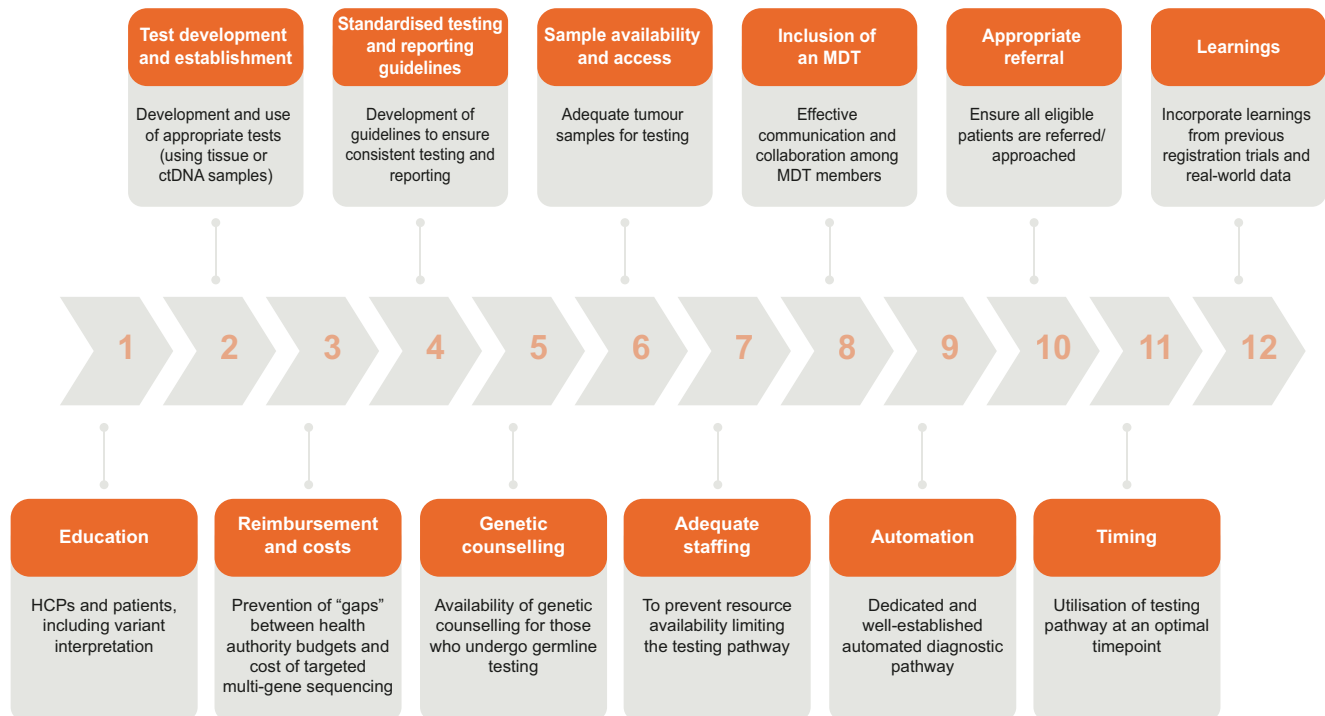 Test development
and establishment
Development and use
of appropriate tests
(using tissue or
ctDNA samples)
Standardised testing
and reporting
guidelines
Development of
guidelines to ensure
consistent testing and
reporting
Sample availability
and access
Adequate tumour
samples for testing
Inclusion of
an MDT
Effective
communication and
collaboration among
MDT members
Appropriate
referral
Ensure all eligible
patients are referred/
approached
Learnings
Incorporate learnings
from previous
registration trials and
real-world data
1
2
3
4
5
6
7
8
9
10
11
12
Education
HCPs and patients,
including variant
interpretation
Reimbursement
and costs
Prevention of “gaps”
between health
authority budgets and
cost of targeted
multi-gene sequencing
Genetic
counselling
Availability of genetic
counselling for those
who undergo germline
testing
Adequate
staffing
To prevent resource
availability limiting
the testing pathway
Automation
Dedicated and
well-established
automated diagnostic
pathway
Timing
Utilisation of testing
pathway at an optimal
timepoint